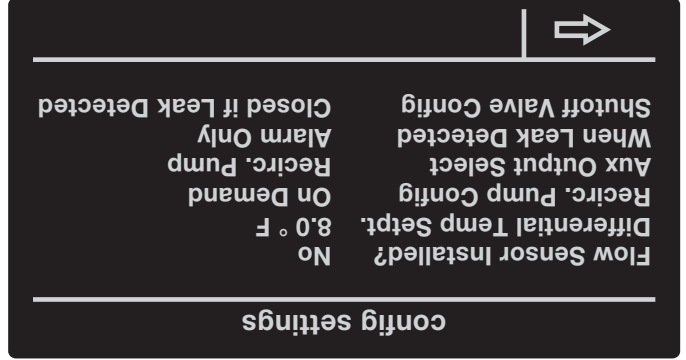 config settings
Flow Sensor Installed? No
Differential Temp Setpt. 8.0 ° F
Recirc. Pump Config On Demand
Aux Output Select Recirc. Pump
When Leak Detected Alarm Only
Shutoff Valve Config Closed if Leak Detected